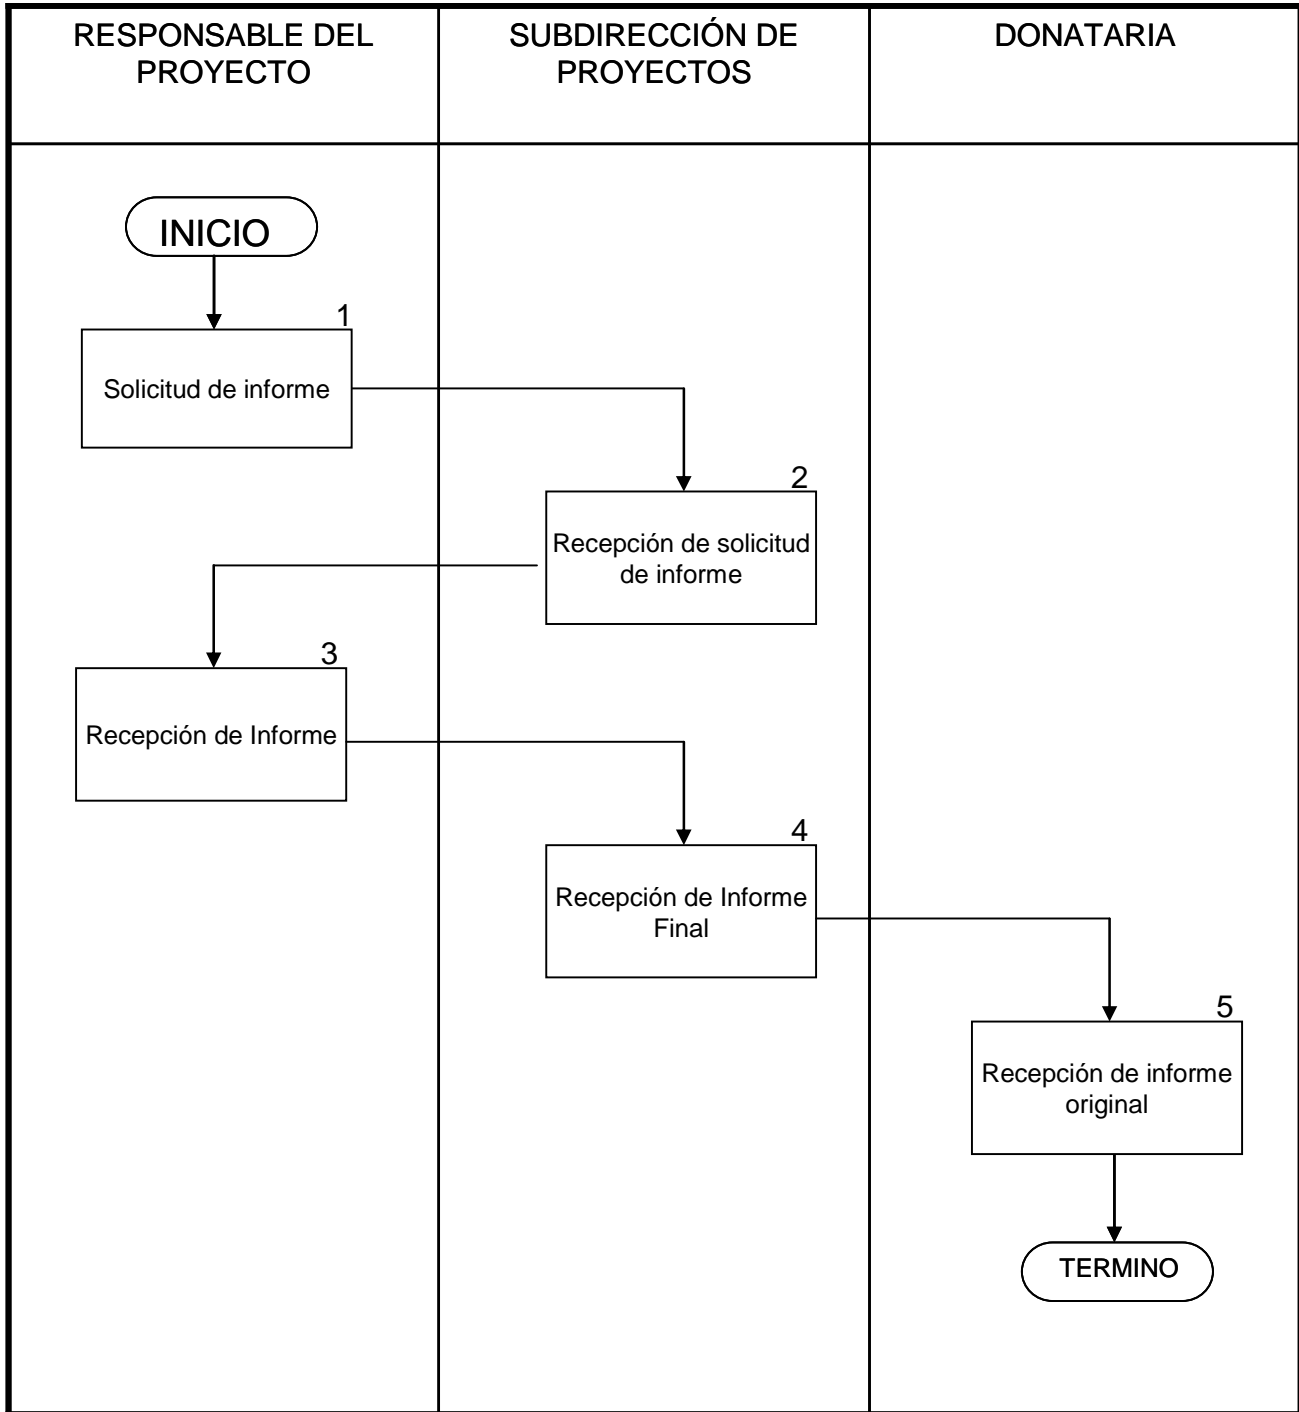 RESPONSABLE DEL
PROYECTO
SUBDIRECCIÓN DE
PROYECTOS
DONATARIA
INICIO
1
Solicitud de informe
2
Recepción de solicitud
de informe
3
Recepción de Informe
4
Recepción de Informe
Final
5
Recepción de informe
original
TERMINO